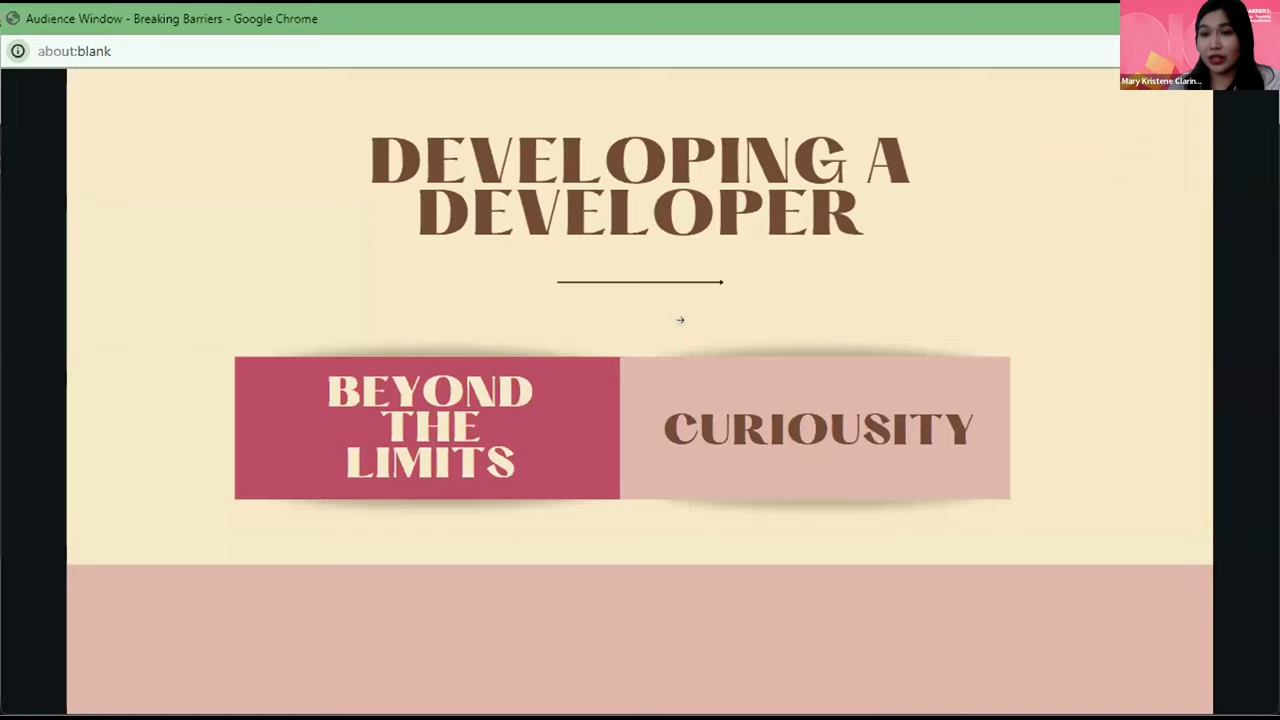 Audience Window - Breaking Barriers - Google Chrome
about:blank
DEVELOPING A
DEVELOPER
BEYOND
THE
LIMITS
CURIOUSITY
Mary Kristene Clarin...